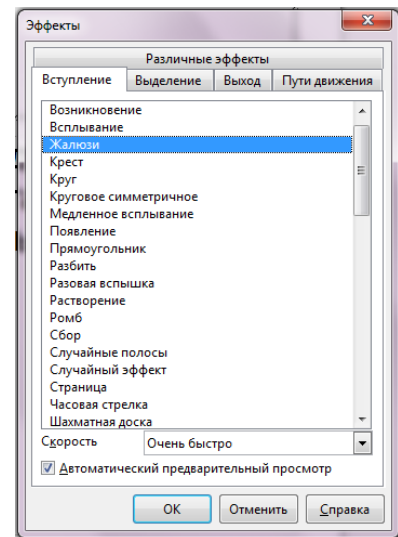 Эффекты
Различные эффекты
Вступление Выделение Выход Пути движения
Возникновение
Всплывание
Жалюзи
Крест
Круг
Круговое симметричное
Медленное всплывание
Появление
Прямоугольник
Разбить
Разовая вспышка
Растворение
Ромб
Сбор
Случайные полосы
Случайный эффект
Страница
Часовая стрелка
Шахматная доска
Скорость Очень быстро
Автоматический предварительный просмотр
ОК Отменить Справка